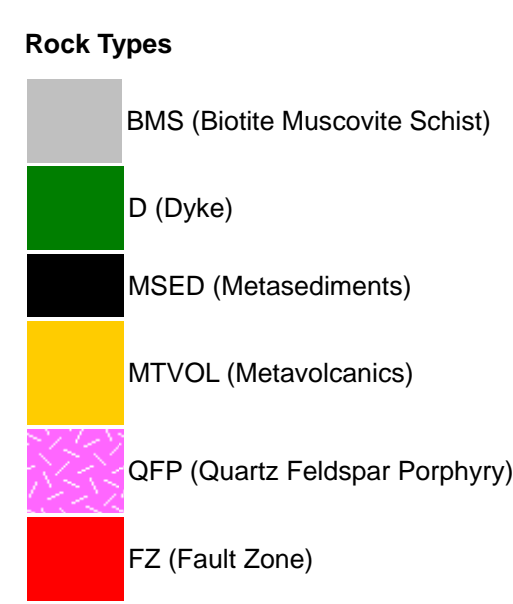 Rock Types
BMS (Biotite Muscovite Schist)
D (Dyke)
MSED (Metasediments)
MTVOL (Metavolcanics)
QFP (Quartz Feldspar Porphyry)
FZ (Fault Zone)